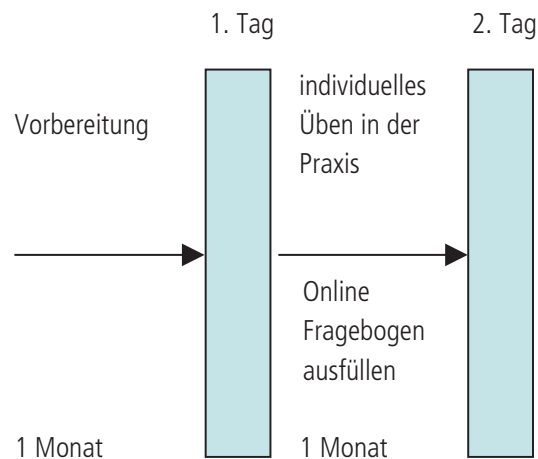 1. Tag
2. Tag
Vorbereitung
individuelles
Üben in der
Praxis
Online
Fragebogen
ausfüllen
1 Monat
1 Monat